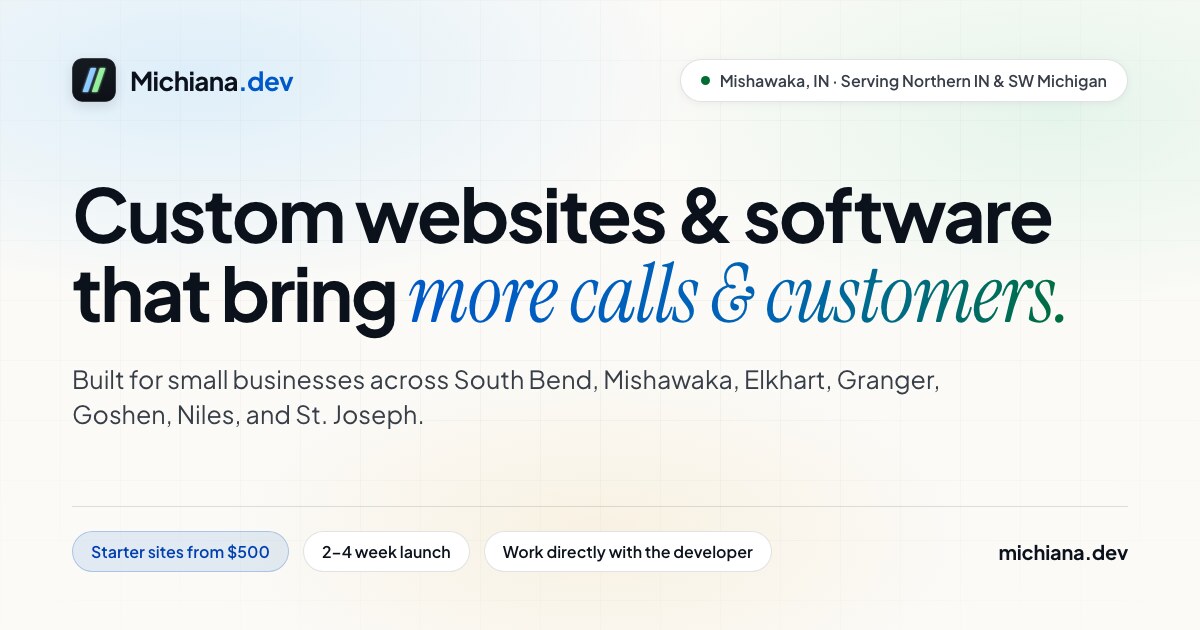 Michiana.dev
Mishawaka, IN · Serving Northern IN & SW Michigan
Custom websites & software
that bring more calls & customers.
Built for small businesses across South Bend, Mishawaka, Elkhart, Granger,
Goshen, Niles, and St. Joseph.
Starter sites from $500
2–4 week launch
Work directly with the developer
michiana.dev